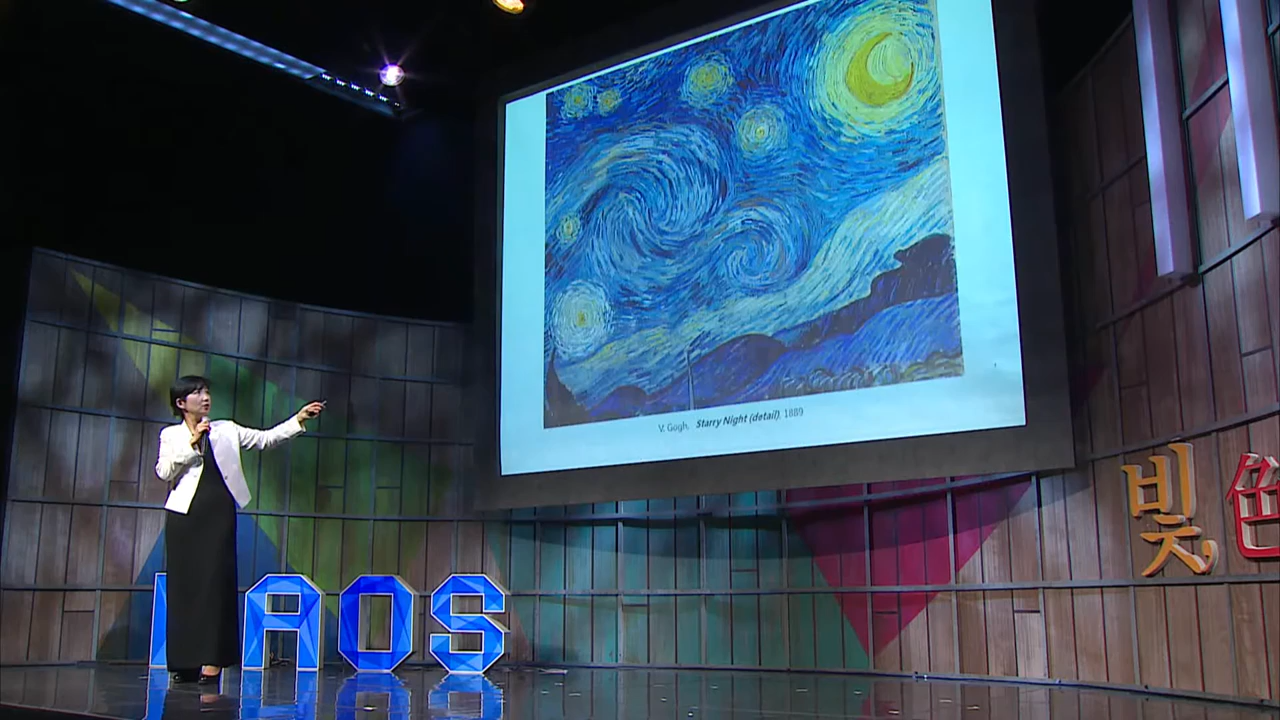 V. Gogh, Starry Night (detail), 1889
빛, 色
AOS